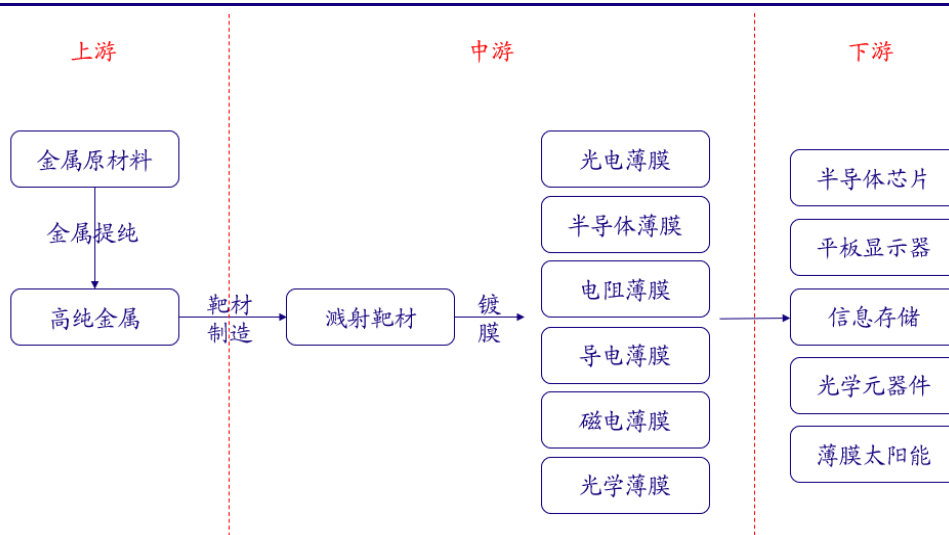 上游
中游
下游
金属原材料
金属提纯
高纯金属
靶材
制造
溅射靶材
镀
膜
光电薄膜
半导体薄膜
电阻薄膜
导电薄膜
磁电薄膜
光学薄膜
半导体芯片
平板显示器
信息存储
光学元器件
薄膜太阳能